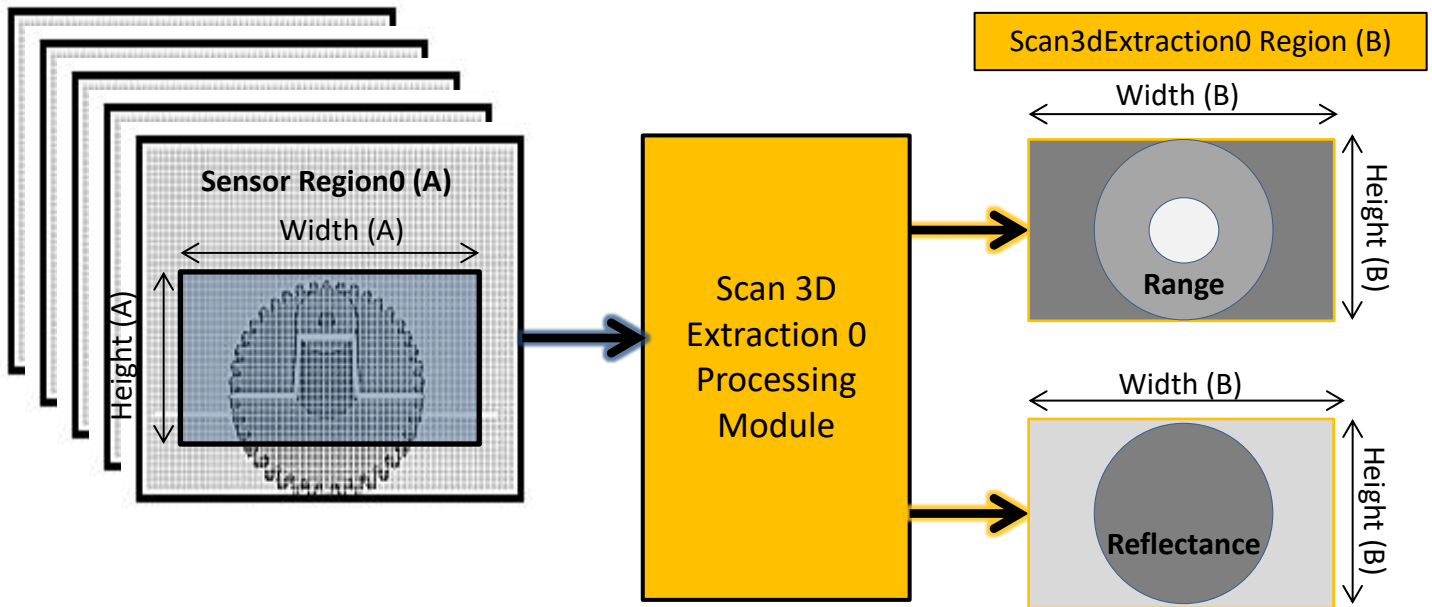 Sensor Region0 (A)
Width (A)
Height (A)
Scan 3D
Extraction 0
Processing
Module
Scan3dExtraction0 Region (B)
Width (B)
Height (B)
Range
Width (B)
Height (B)
Reflectance